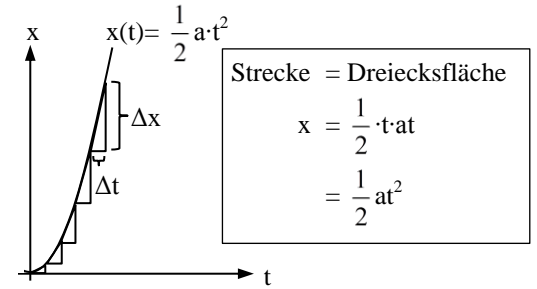 x
x(t)= 1/2 a·t²
Δx
Δt
t
Strecke = Dreiecksfläche
x = 1/2 ·t·at
= 1/2 at²